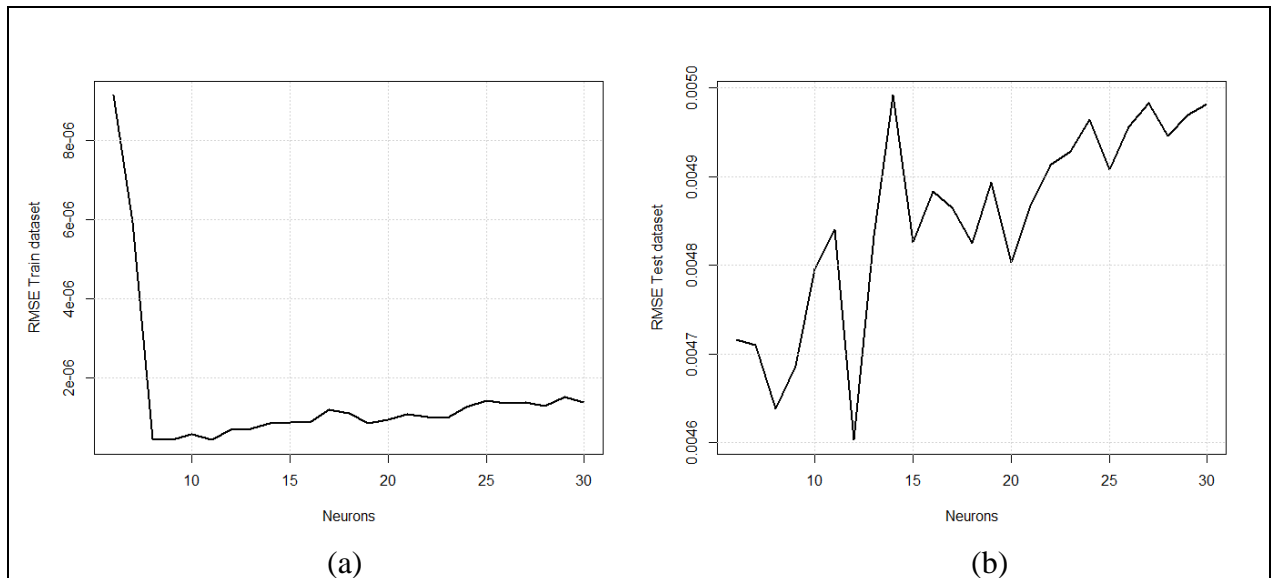 RMSE Train dataset
8e-06
6e-06
4e-06
2e-06
10 15 20 25 30
Neurons
(a)
RMSE Test dataset
0.0050
0.0049
0.0048
0.0047
0.0046
10 15 20 25 30
Neurons
(b)